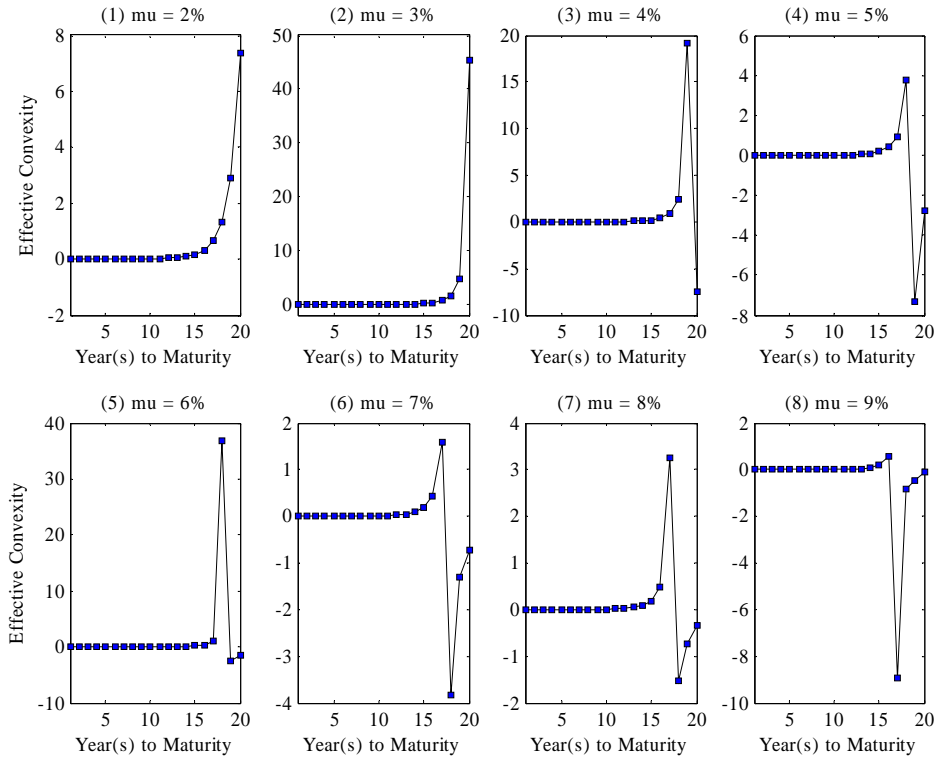 (1) mu = 2%
(2) mu = 3%
(3) mu = 4%
(4) mu = 5%
Effective Convexity
8
6
4
2
0
-2
5 10 15 20
Year(s) to Maturity
50
40
30
20
10
0
5 10 15 20
Year(s) to Maturity
20
15
10
5
0
-5
-10
5 10 15 20
Year(s) to Maturity
6
4
2
0
-2
-4
-6
-8
5 10 15 20
Year(s) to Maturity
(5) mu = 6%
(6) mu = 7%
(7) mu = 8%
(8) mu = 9%
Effective Convexity
40
30
20
10
0
-10
5 10 15 20
Year(s) to Maturity
2
1
0
-1
-2
-3
-4
5 10 15 20
Year(s) to Maturity
4
3
2
1
0
-1
-2
5 10 15 20
Year(s) to Maturity
2
0
-2
-4
-6
-8
-10
5 10 15 20
Year(s) to Maturity